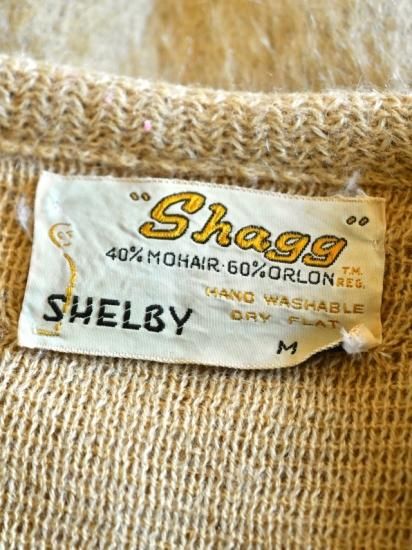 "Shagg"
40% MOHAIR · 60% ORLON T.M. REG.
HAND WASHABLE
DRY FLAT
SHELBY
M